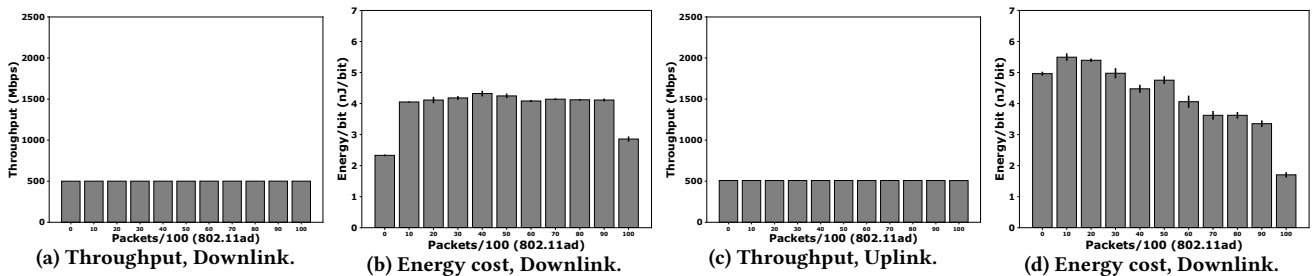 2500
2000
1500
1000
500
0
Throughput (Mbps)
0 10 20 30 40 50 60 70 80 90 100
Packets/100 (802.11ad)
(a) Throughput, Downlink.
7
6
5
4
3
2
1
0
Energy/bit (nJ/bit)
0 10 20 30 40 50 60 70 80 90 100
Packets/100 (802.11ad)
(b) Energy cost, Downlink.
2500
2000
1500
1000
500
0
Throughput (Mbps)
0 10 20 30 40 50 60 70 80 90 100
Packets/100 (802.11ad)
(c) Throughput, Uplink.
7
6
5
4
3
2
1
0
Energy/bit (nJ/bit)
0 10 20 30 40 50 60 70 80 90 100
Packets/100 (802.11ad)
(d) Energy cost, Downlink.